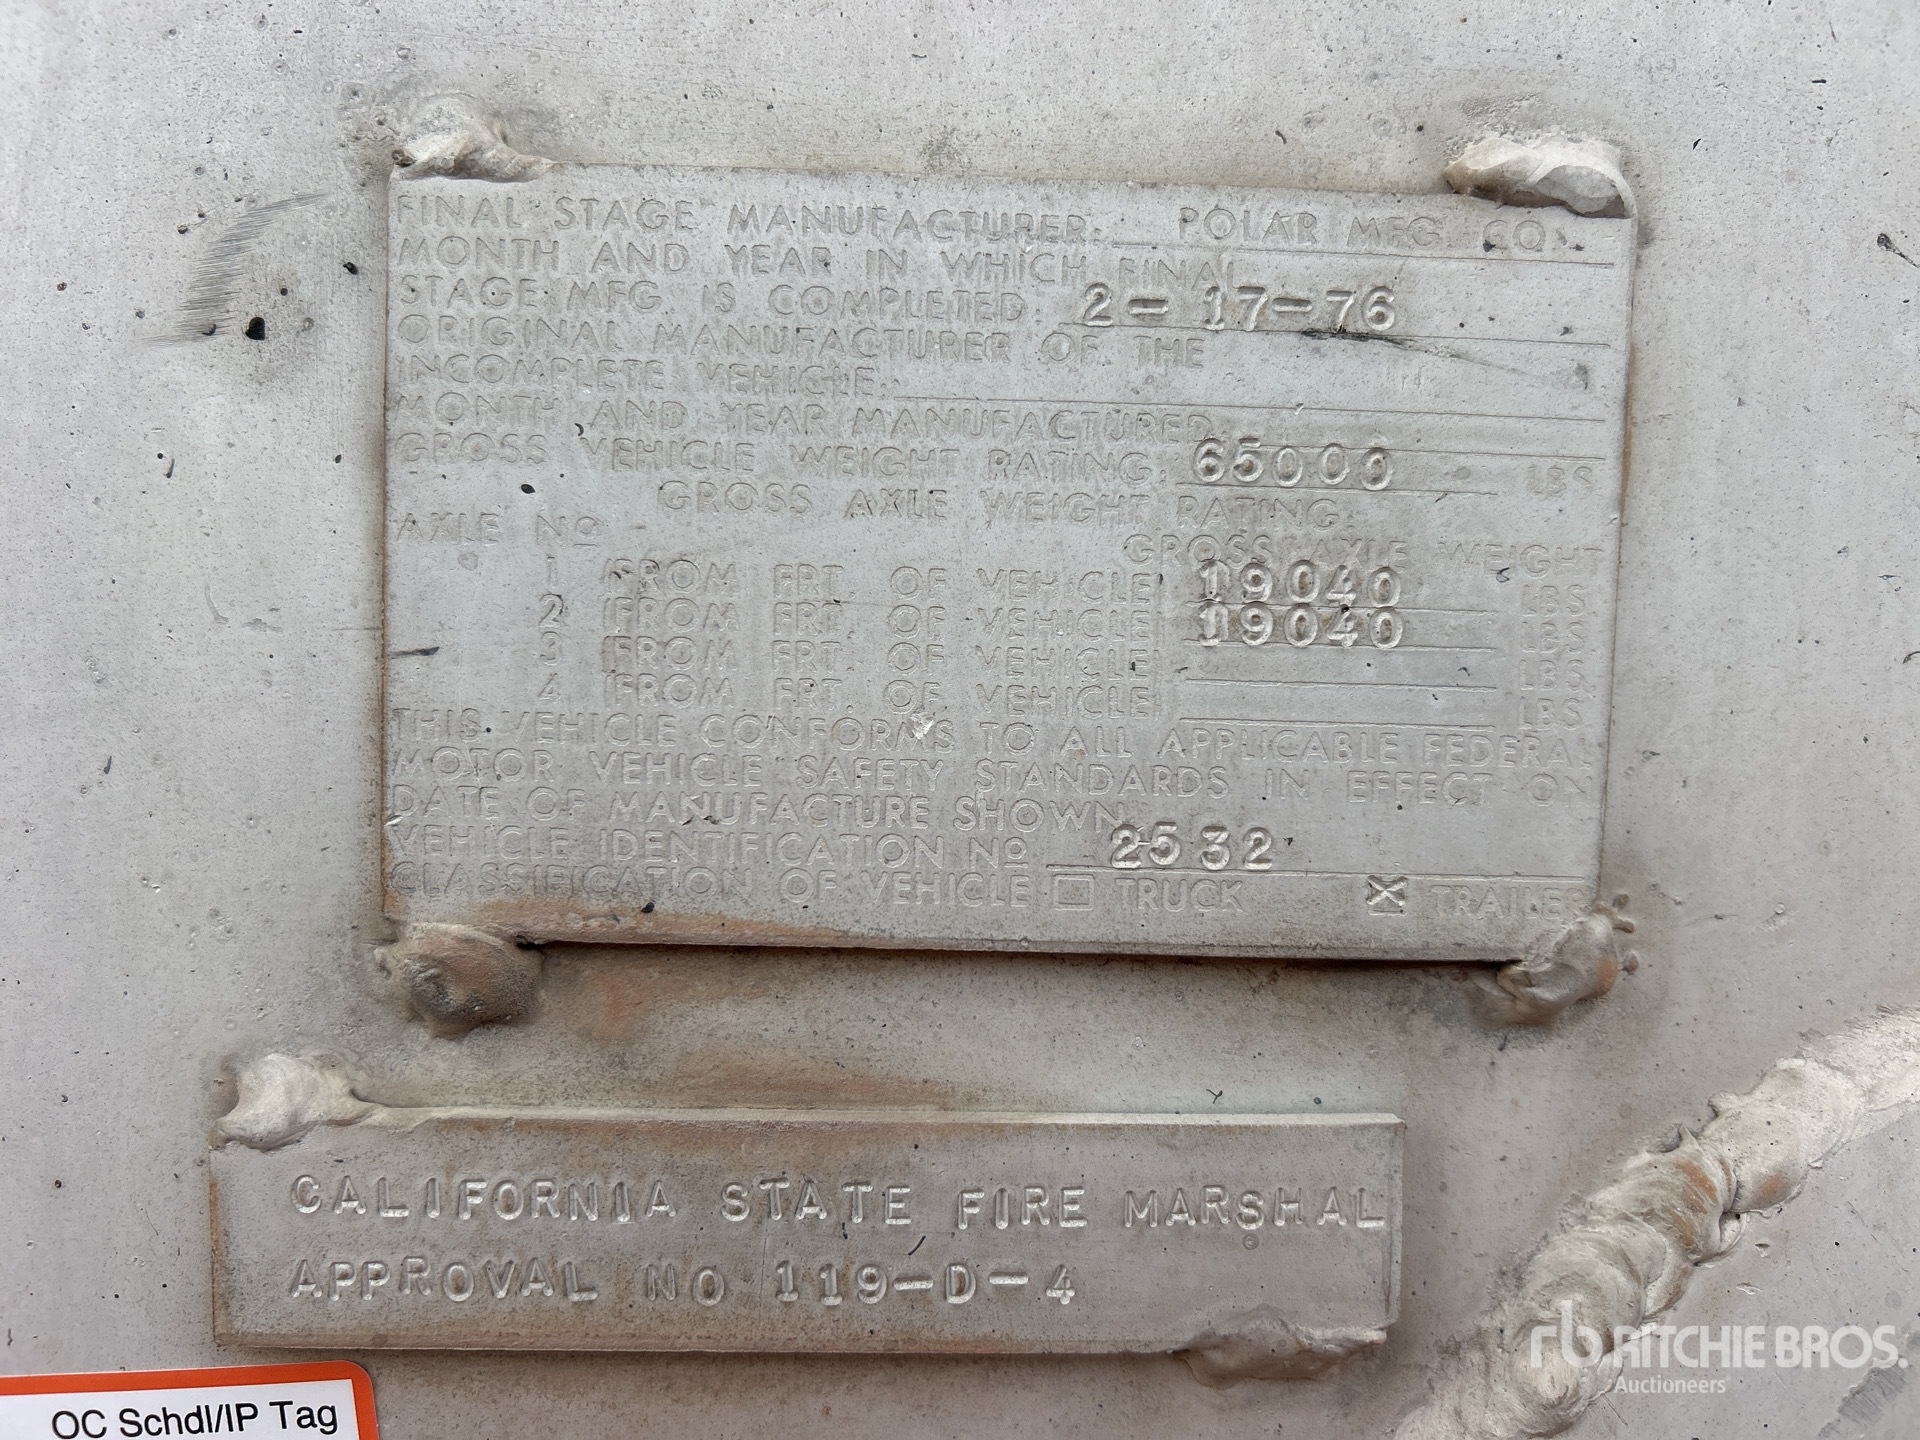 FINAL STAGE MANUFACTURER. POLAR MFG. CO.
MONTH AND YEAR IN WHICH FINAL
STAGE MFG. IS COMPLETED. 2-17-76
ORIGINAL MANUFACTURER OF THE
INCOMPLETE VEHICLE.
MONTH AND YEAR MANUFACTURED.
GROSS VEHICLE WEIGHT RATING. 65000 LBS
GROSS AXLE WEIGHT RATING.
AXLE No GROSS AXLE WEIGHT
1 (FROM FRT. OF VEHICLE) 19040 LBS
2 (FROM FRT. OF VEHICLE) 19040 LBS
3 (FROM FRT. OF VEHICLE) LBS
4 (FROM FRT. OF VEHICLE) LBS
THIS VEHICLE CONFORMS TO ALL APPLICABLE FEDERAL
MOTOR VEHICLE SAFETY STANDARDS IN EFFECT ON
DATE OF MANUFACTURE SHOWN.
VEHICLE IDENTIFICATION No 2532
CLASSIFICATION OF VEHICLE TRUCK X TRAILER
CALIFORNIA STATE FIRE MARSHAL
APPROVAL NO 119-D-4
OC Schdl/IP Tag
rb RITCHIE BROS.
Auctioneers